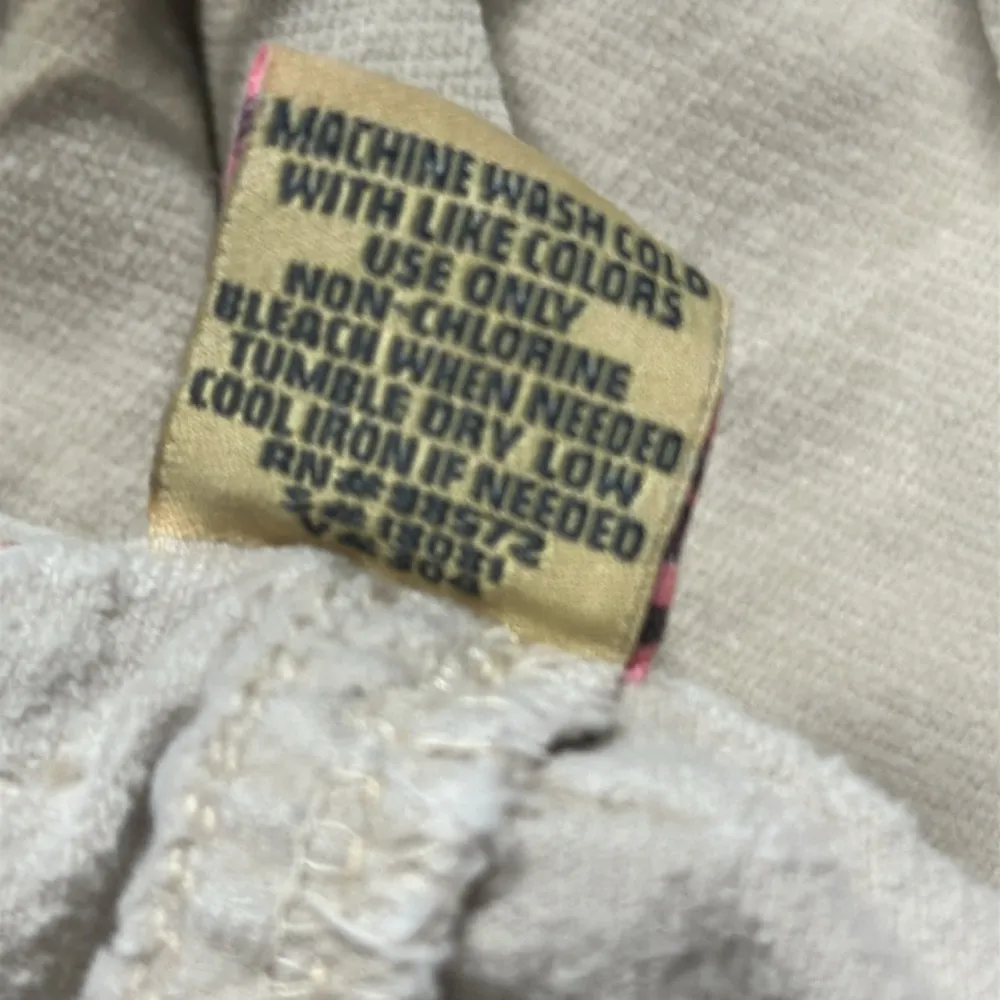 MACHINE WASH COLD
WITH LIKE COLORS
USE ONLY
NON-CHLORINE
BLEACH WHEN NEEDED
TUMBLE DRY LOW
COOL IRON IF NEEDED
RN#